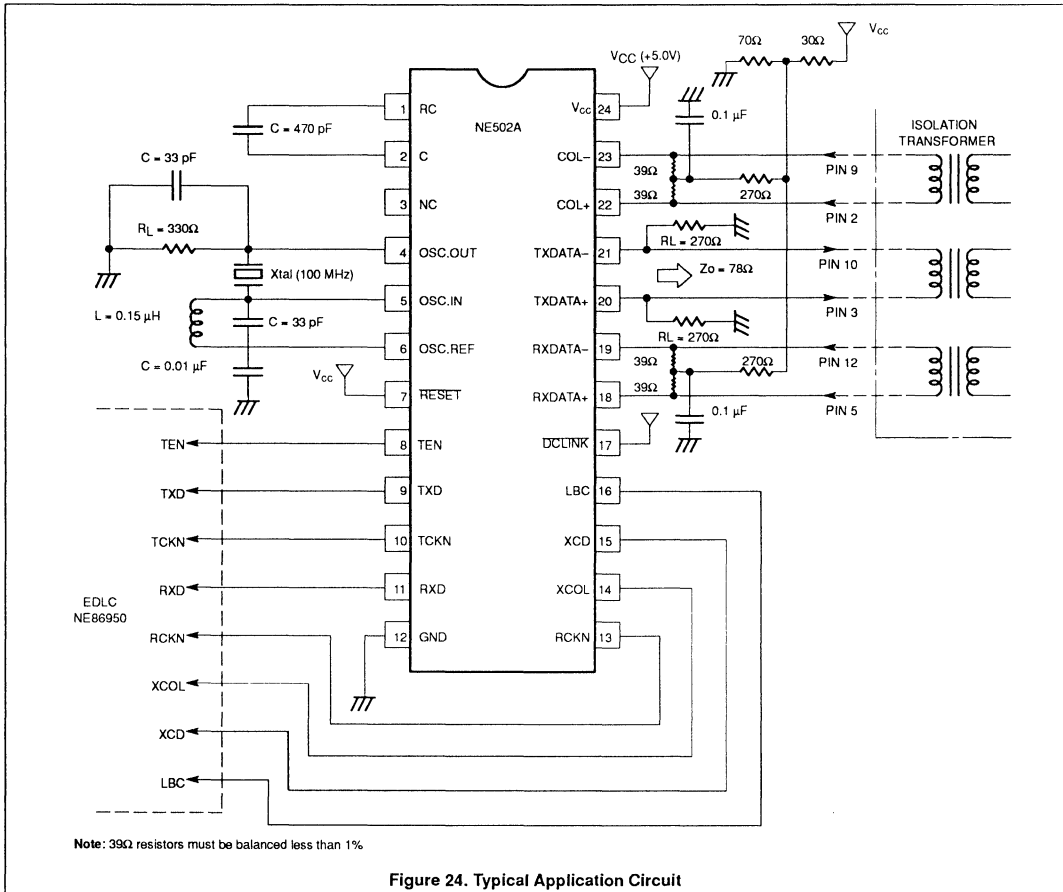 70Ω 30Ω V_CC
V_CC (+5.0V)
1 RC
NE502A
V_CC 24
0.1 µF
ISOLATION
TRANSFORMER
C = 470 pF
2 C
COL– 23
39Ω
PIN 9
C = 33 pF
39Ω
270Ω
3 NC
COL+ 22
PIN 2
R_L = 330Ω
RL = 270Ω
4 OSC.OUT
TXDATA– 21
PIN 10
Xtal (100 MHz)
Zo = 78Ω
5 OSC.IN
TXDATA+ 20
PIN 3
L = 0.15 µH
C = 33 pF
RL = 270Ω
6 OSC.REF
RXDATA– 19
39Ω
270Ω
PIN 12
C = 0.01 µF
39Ω
V_CC
7 RESET
RXDATA+ 18
PIN 5
0.1 µF
TEN
8 TEN
DCLINK 17
TXD
9 TXD
LBC 16
TCKN
10 TCKN
XCD 15
RXD
11 RXD
XCOL 14
EDLC
NE86950
RCKN
12 GND
RCKN 13
XCOL
XCD
LBC
Note: 39Ω resistors must be balanced less than 1%
Figure 24. Typical Application Circuit